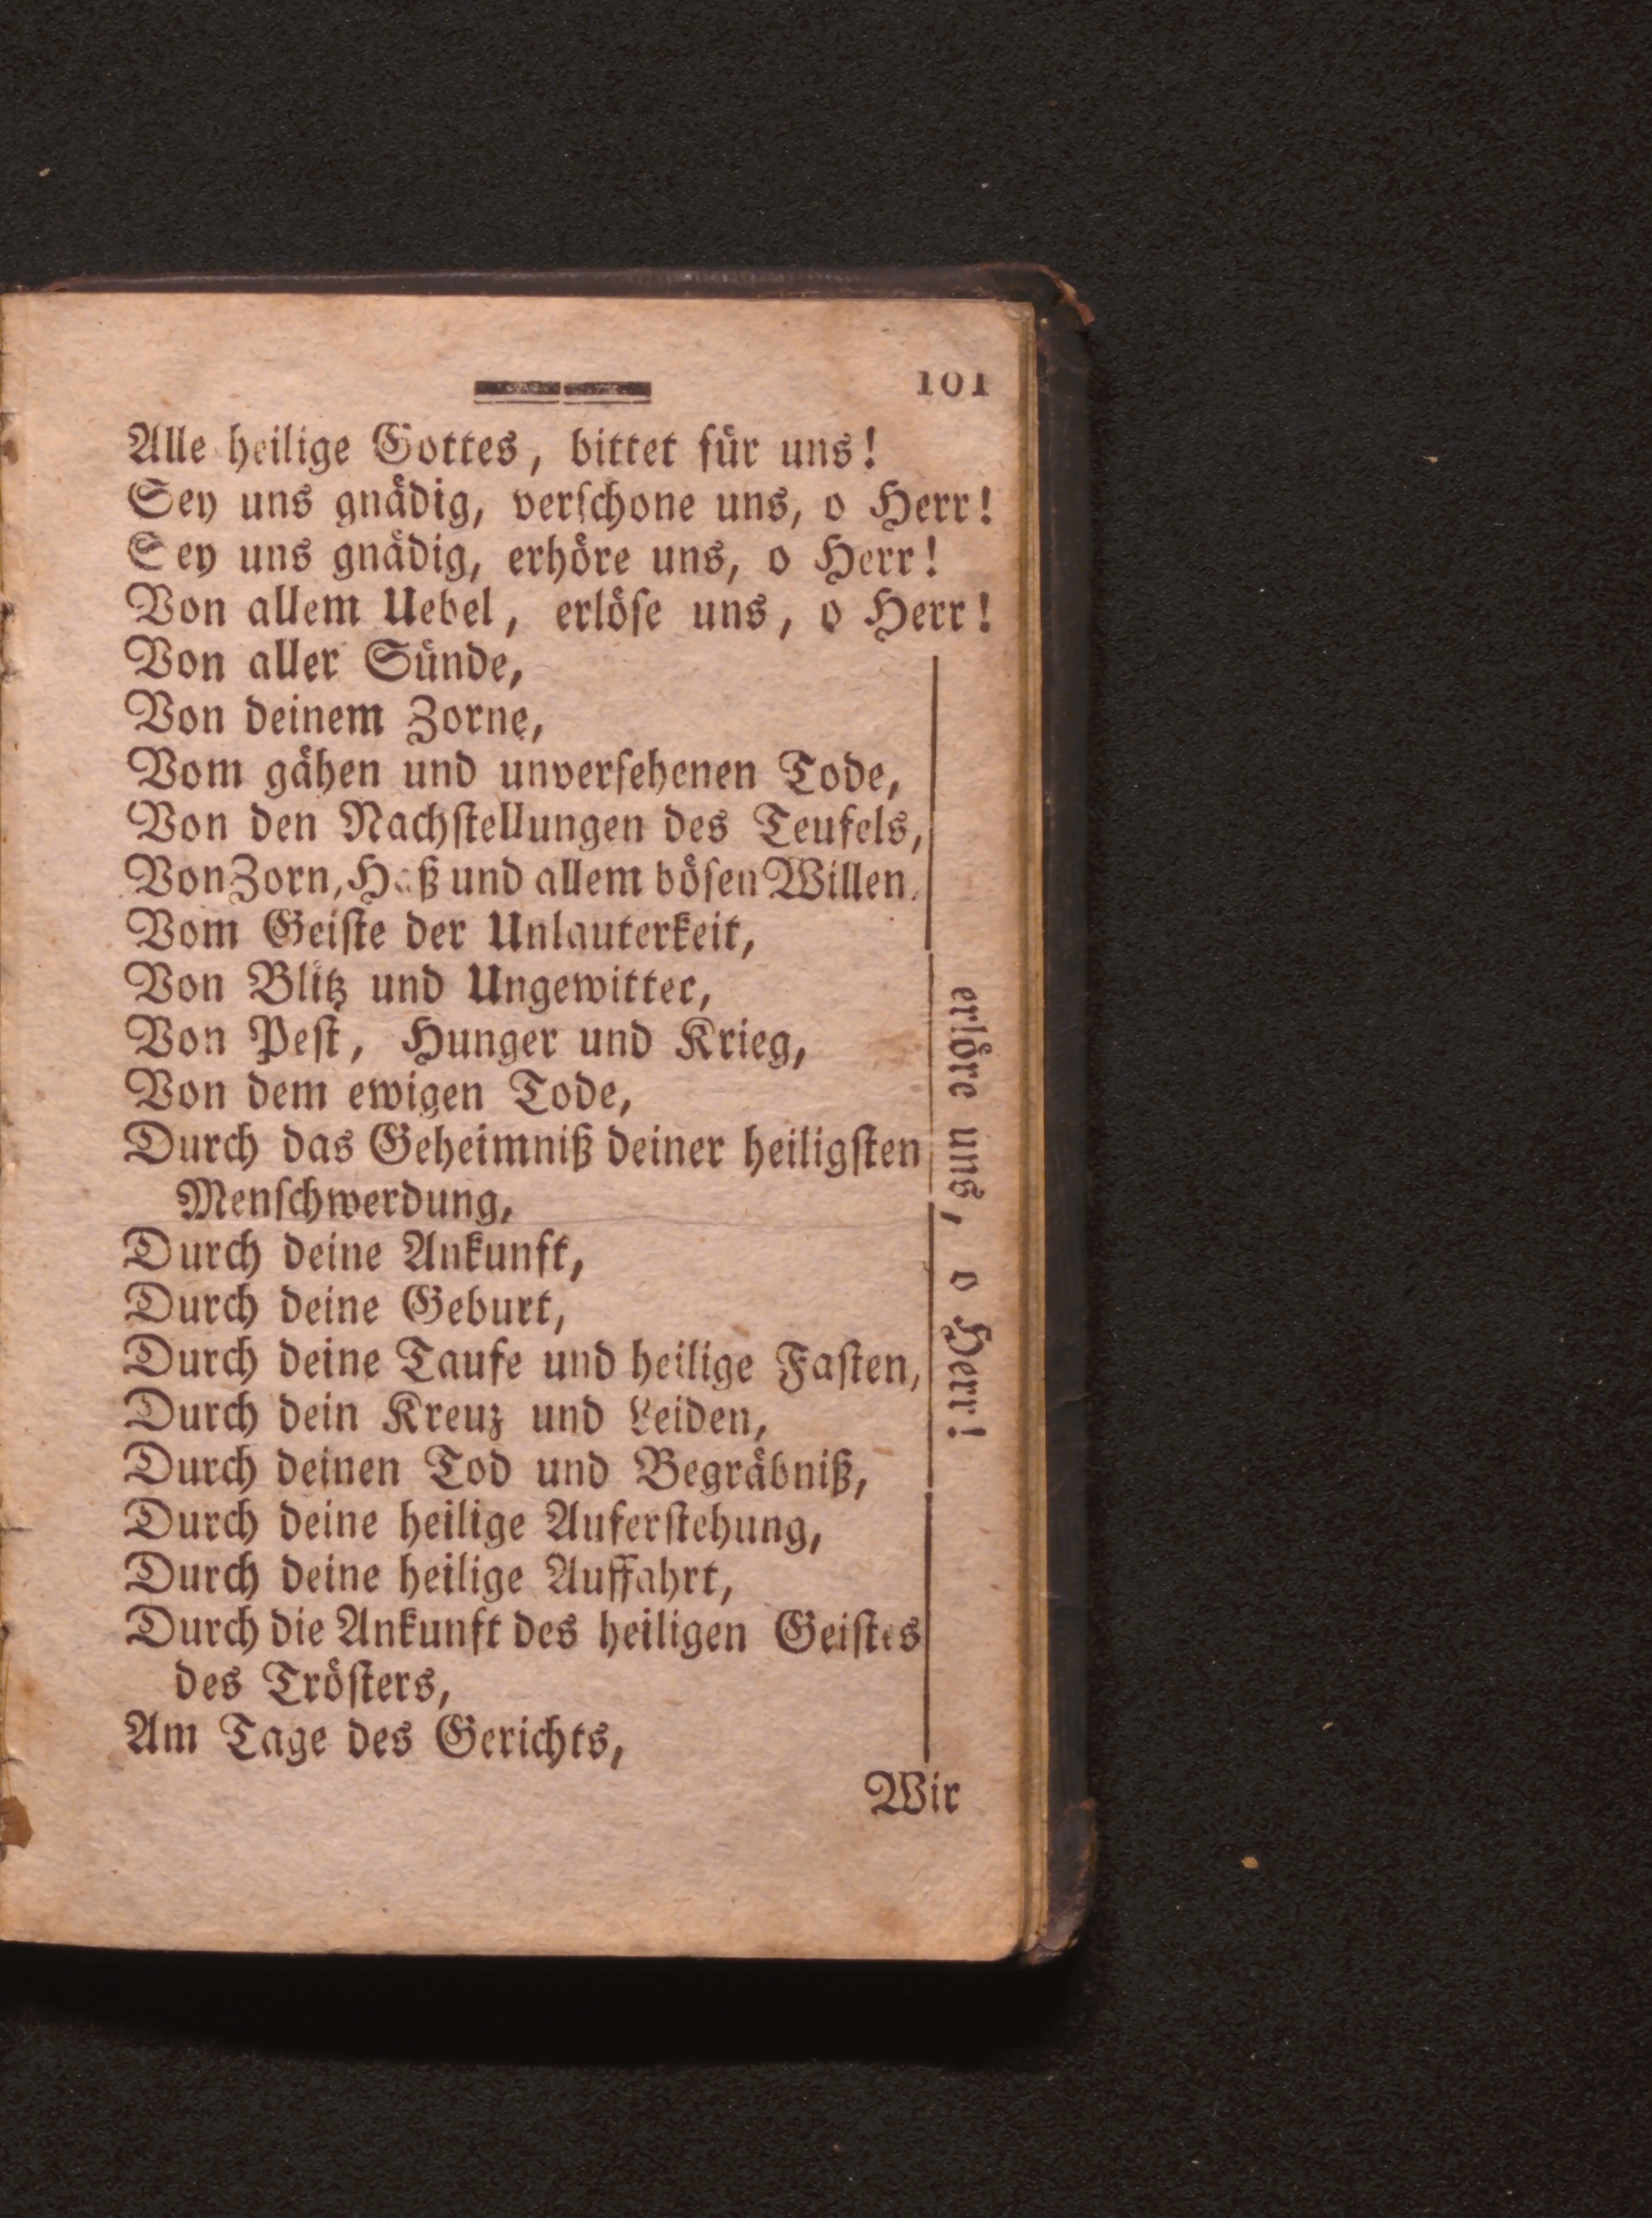 101
Alle heilige Gottes, bittet für uns!
Sey uns gnädig, verſchone uns, o Herr!
Sey uns gnädig, erhöre uns, o Herr!
Von allem Uebel, erlöſe uns, o Herr!
Von aller Sünde,
Von deinem Zorne,
Vom gähen und unverſehenen Tode,
Von den Nachſtellungen des Teufels,
Von Zorn, Haß und allem böſen Willen.
Vom Geiſte der Unlauterkeit,
Von Blitz und Ungewitter,
Von Peſt, Hunger und Krieg,
Von dem ewigen Tode,
Durch das Geheimniß deiner heiligſten
Menſchwerdung,
Durch deine Ankunft,
Durch deine Geburt,
Durch deine Taufe und heilige Faſten,
Durch dein Kreuz und Leiden,
Durch deinen Tod und Begräbniß,
Durch deine heilige Auferſtehung,
Durch deine heilige Auffahrt,
Durch die Ankunft des heiligen Geiſtes
des Tröſters,
Am Tage des Gerichts,
erlöre uns, o Herr!
Wir